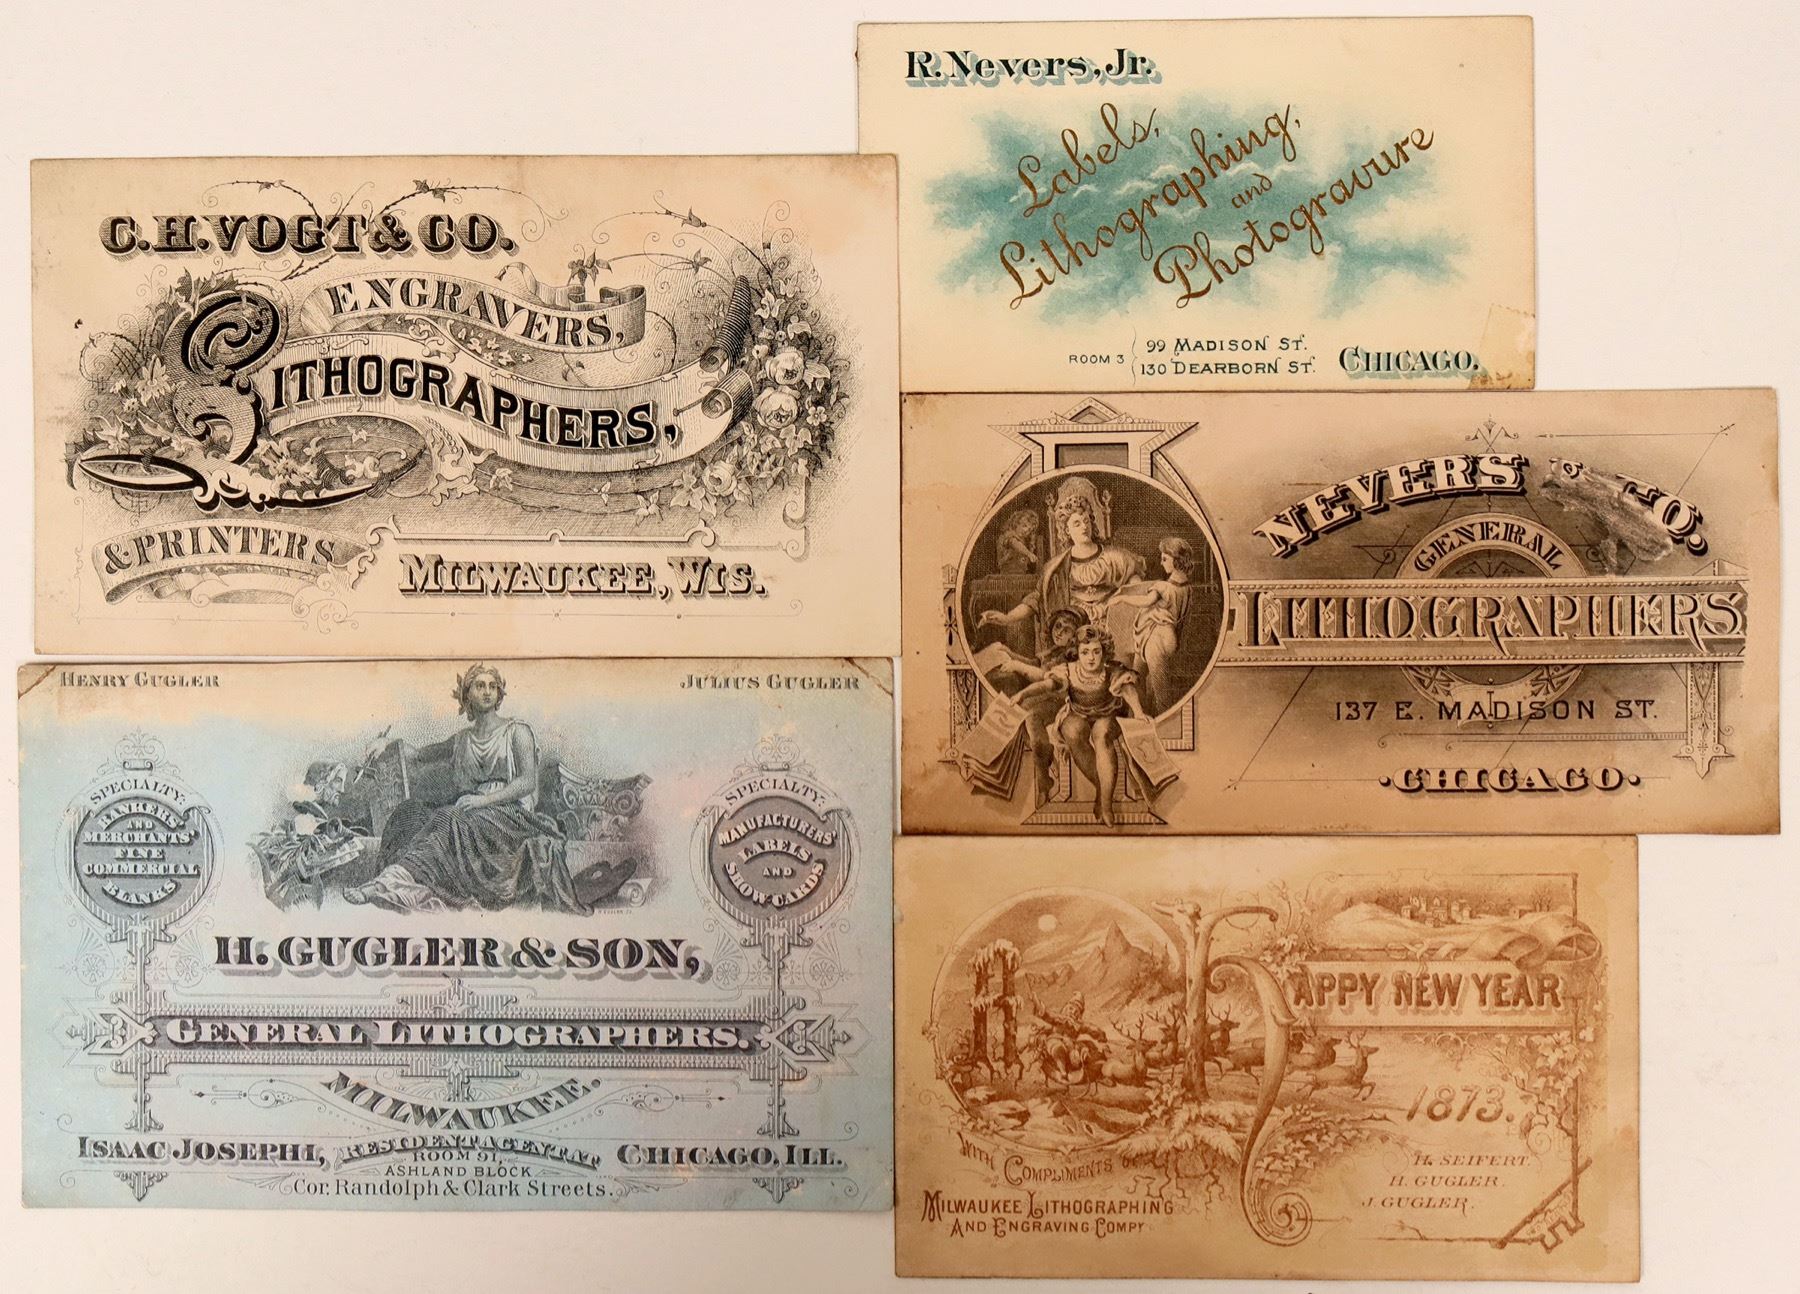 C.H. VOGT & CO.
ENGRAVERS,
LITHOGRAPHERS,
& PRINTERS
MILWAUKEE, WIS.
R. Nevers, Jr.
Labels,
Lithographing,
and
Photogravure
ROOM 3
99 MADISON ST.
130 DEARBORN ST.
CHICAGO.
NEVERS & CO.
GENERAL
LITHOGRAPHERS
137 E. MADISON ST.
CHICAGO.
HENRY GUGLER
JULIUS GUGLER
SPECIALTY:
BANKERS'
AND
MERCHANTS'
FINE
COMMERCIAL
BLANKS
SPECIALTY:
MANUFACTURERS'
LABELS
AND
SHOW-CARDS
H. GUGLER & SON,
GENERAL LITHOGRAPHERS.
MILWAUKEE.
ISAAC JOSEPHI, RESIDENT AGENT AT CHICAGO, ILL.
ROOM 91,
ASHLAND BLOCK
Cor. Randolph & Clark Streets.
HAPPY NEW YEAR
1873.
WITH COMPLIMENTS OF
MILWAUKEE LITHOGRAPHING
AND ENGRAVING COMPY
H. SEIFERT.
H. GUGLER.
J. GUGLER.